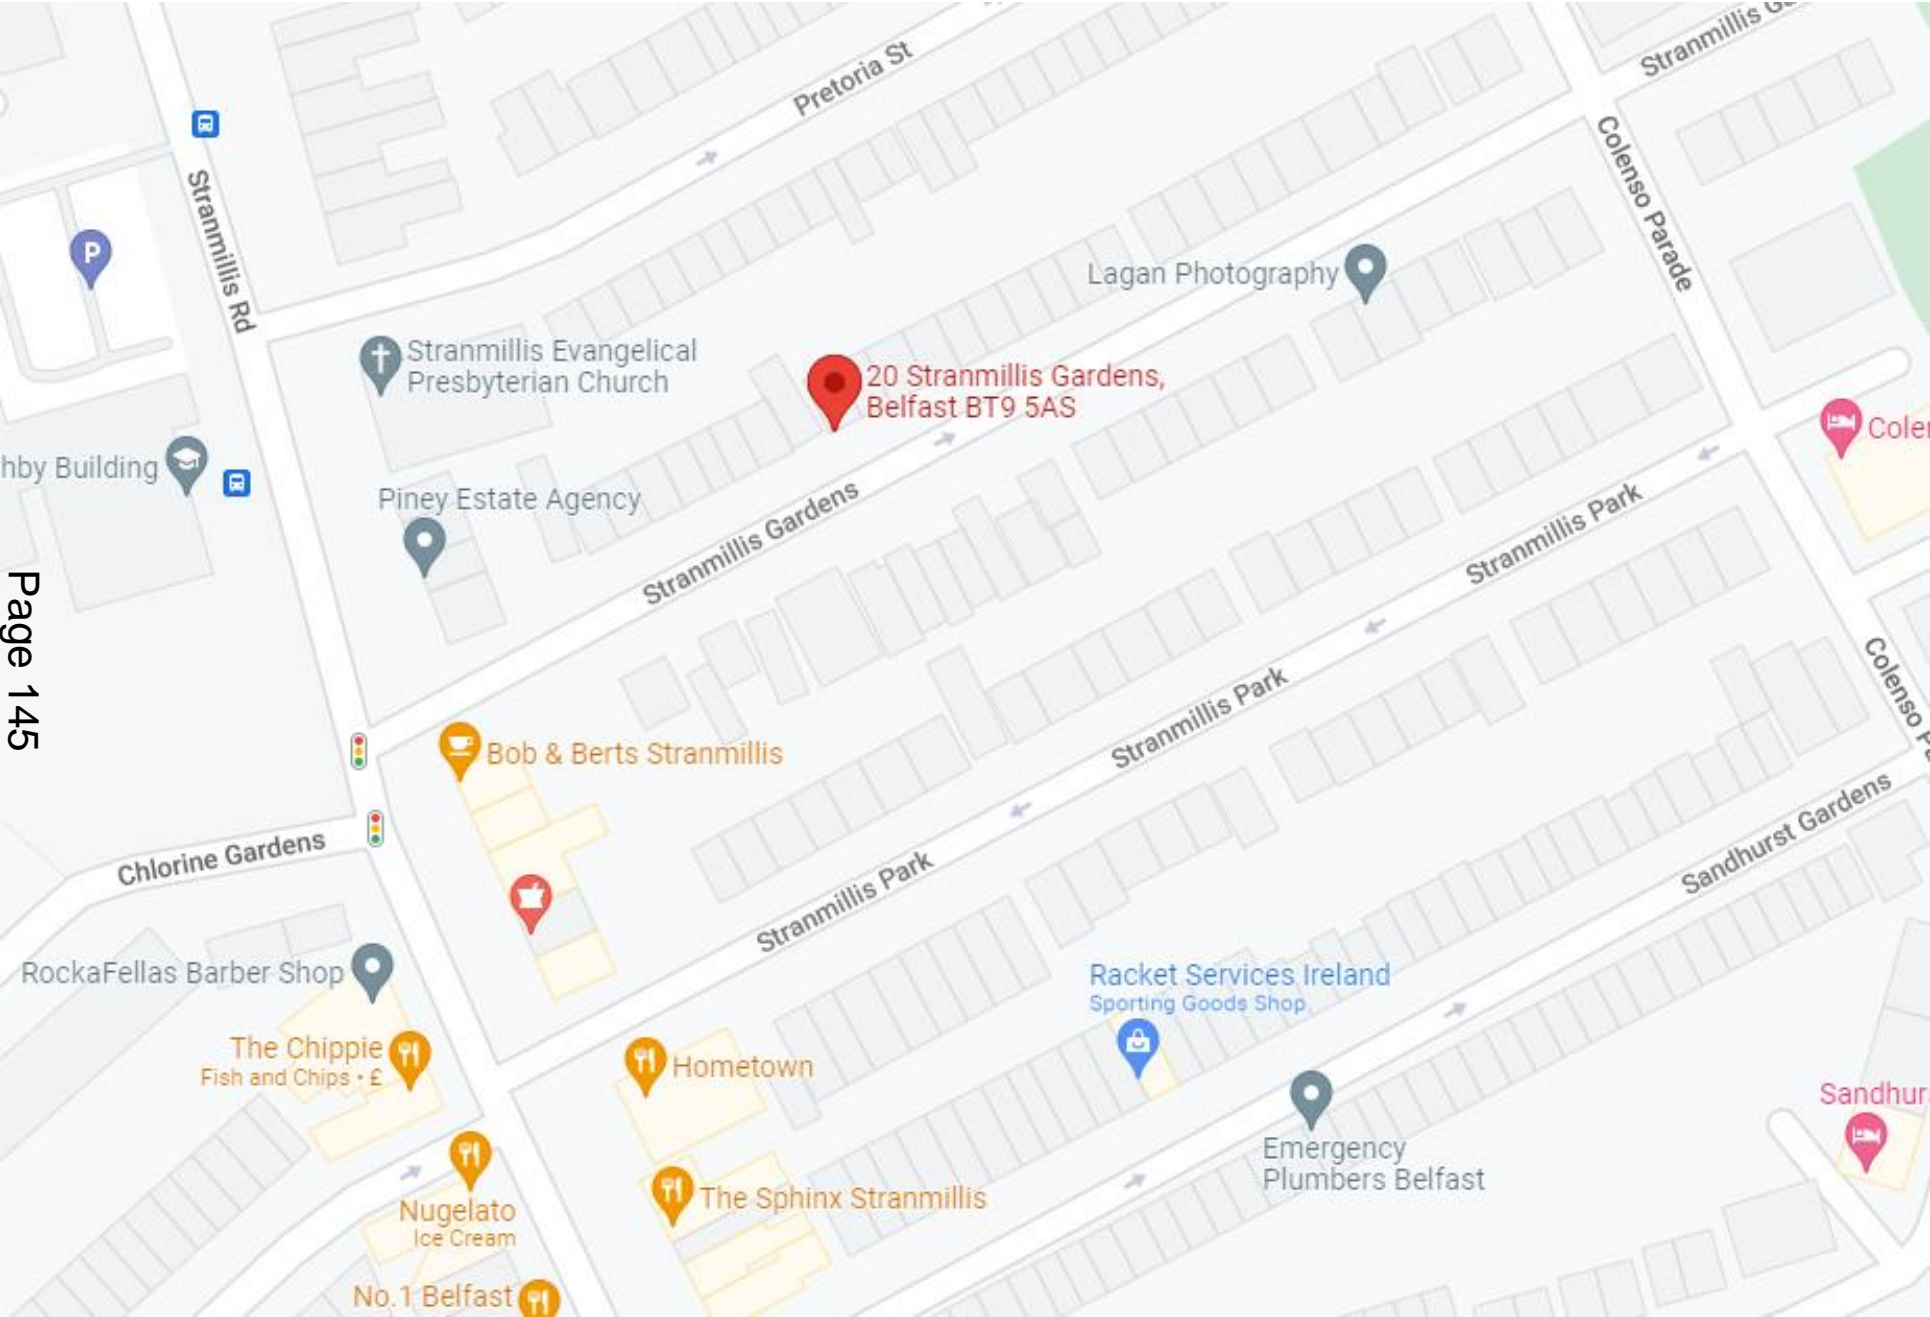 Stranmillis Ga
Pretoria St
Colenso Parade
Stranmillis Rd
P
Lagan Photography
Stranmillis Evangelical
Presbyterian Church
20 Stranmillis Gardens,
Belfast BT9 5AS
Coler
hby Building
Piney Estate Agency
Stranmillis Gardens
Stranmillis Park
Page 145
Colenso Pa
Stranmillis Park
Bob & Berts Stranmillis
Chlorine Gardens
Sandhurst Gardens
Stranmillis Park
RockaFellas Barber Shop
Racket Services Ireland
Sporting Goods Shop
The Chippie
Fish and Chips • £
Hometown
Sandhur
Emergency
Plumbers Belfast
The Sphinx Stranmillis
Nugelato
Ice Cream
No.1 Belfast